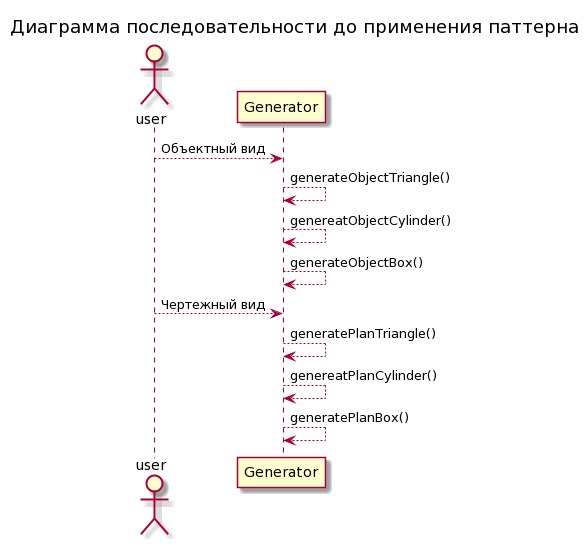 Диаграмма последовательности до применения паттерна
user
Generator
Объектный вид
generateObjectTriangle()
genereatObjectCylinder()
generateObjectBox()
Чертежный вид
generatePlanTriangle()
genereatPlanCylinder()
generatePlanBox()
user
Generator